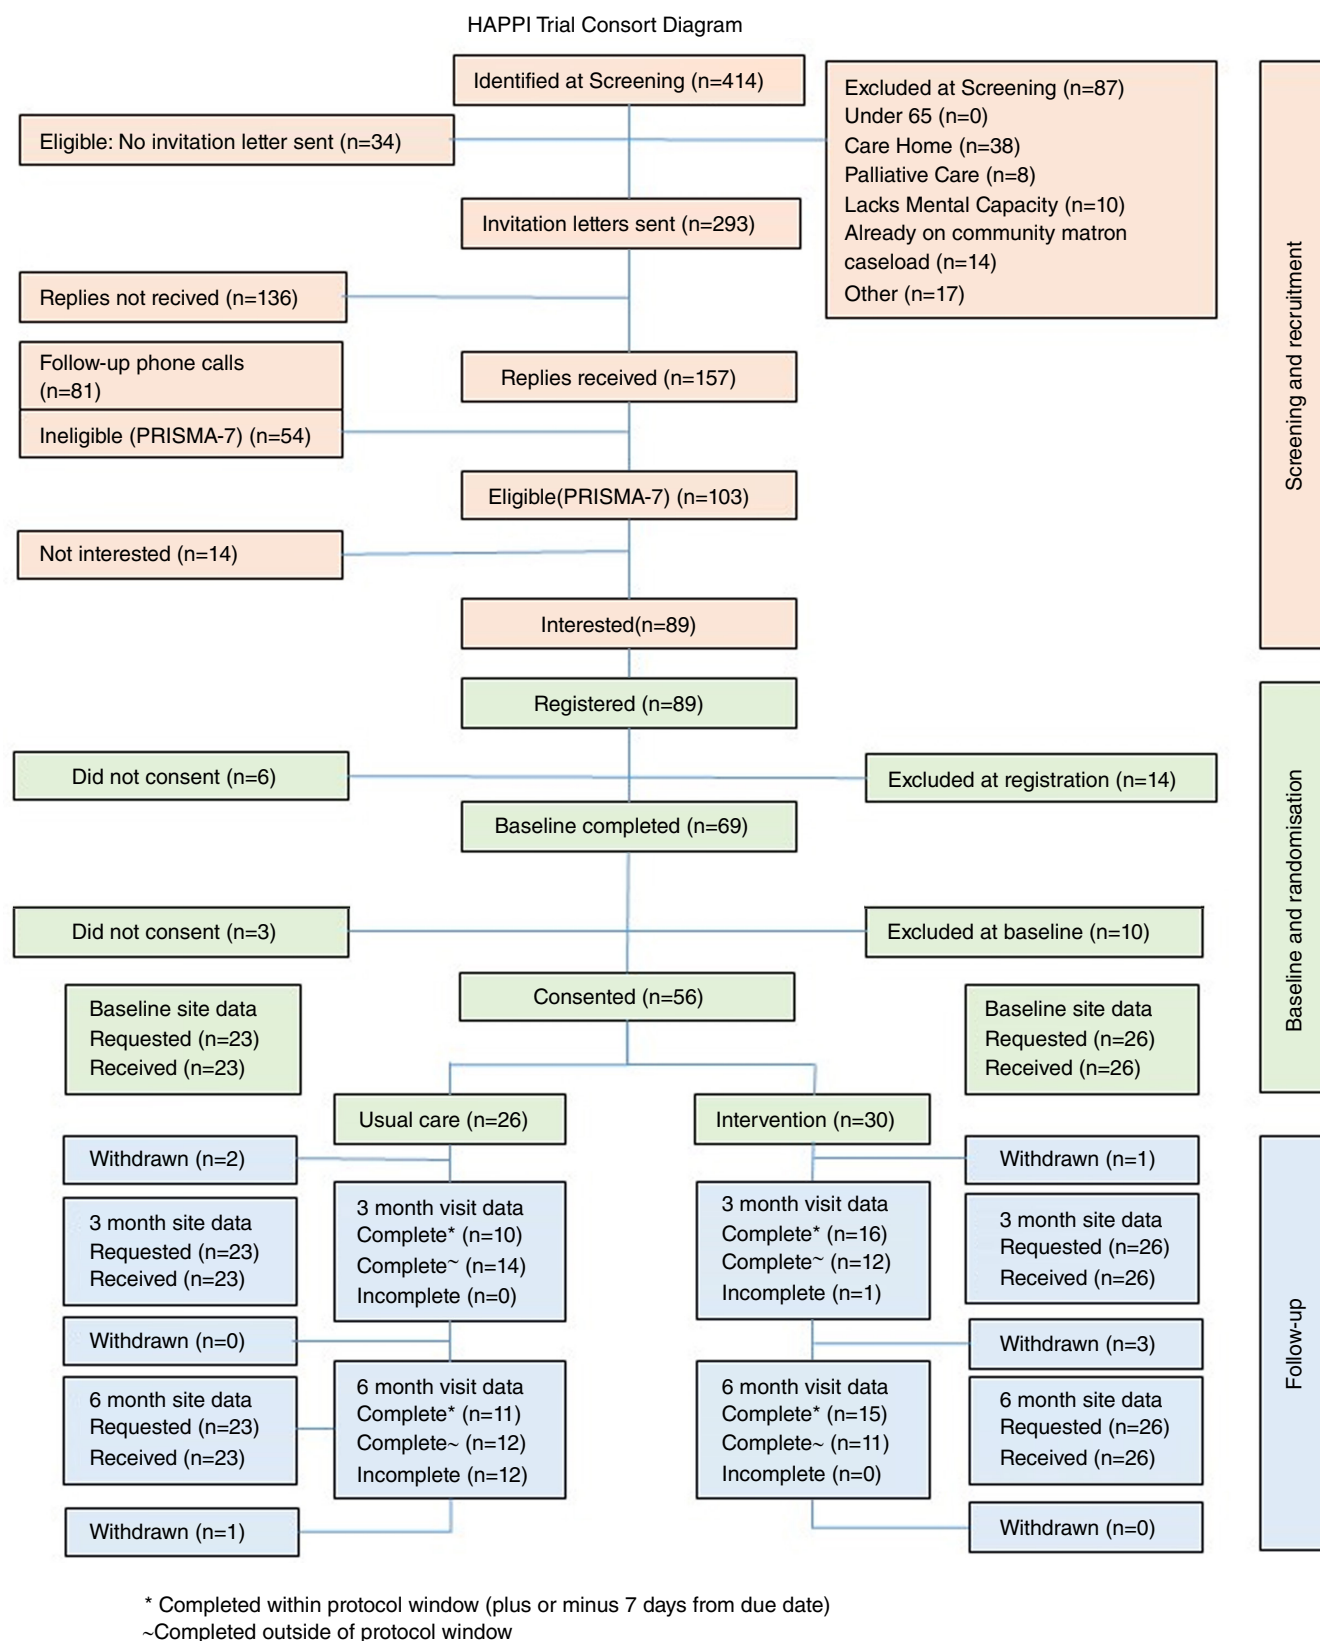 HAPPI Trial Consort Diagram
Identified at Screening (n=414)
Excluded at Screening (n=87)
Under 65 (n=0)
Care Home (n=38)
Palliative Care (n=8)
Lacks Mental Capacity (n=10)
Already on community matron
caseload (n=14)
Other (n=17)
Eligible: No invitation letter sent (n=34)
Invitation letters sent (n=293)
Replies not recived (n=136)
Follow-up phone calls
(n=81)
Replies received (n=157)
Ineligible (PRISMA-7) (n=54)
Eligible(PRISMA-7) (n=103)
Not interested (n=14)
Interested(n=89)
Screening and recruitment
Registered (n=89)
Did not consent (n=6)
Excluded at registration (n=14)
Baseline completed (n=69)
Did not consent (n=3)
Excluded at baseline (n=10)
Consented (n=56)
Baseline site data
Requested (n=23)
Received (n=23)
Baseline site data
Requested (n=26)
Received (n=26)
Usual care (n=26)
Intervention (n=30)
Baseline and randomisation
Withdrawn (n=2)
3 month site data
Requested (n=23)
Received (n=23)
3 month visit data
Complete* (n=10)
Complete~ (n=14)
Incomplete (n=0)
3 month visit data
Complete* (n=16)
Complete~ (n=12)
Incomplete (n=1)
Withdrawn (n=1)
3 month site data
Requested (n=26)
Received (n=26)
Withdrawn (n=0)
Withdrawn (n=3)
6 month site data
Requested (n=23)
Received (n=23)
6 month visit data
Complete* (n=11)
Complete~ (n=12)
Incomplete (n=12)
6 month visit data
Complete* (n=15)
Complete~ (n=11)
Incomplete (n=0)
6 month site data
Requested (n=26)
Received (n=26)
Withdrawn (n=1)
Withdrawn (n=0)
Follow-up
* Completed within protocol window (plus or minus 7 days from due date)
~Completed outside of protocol window